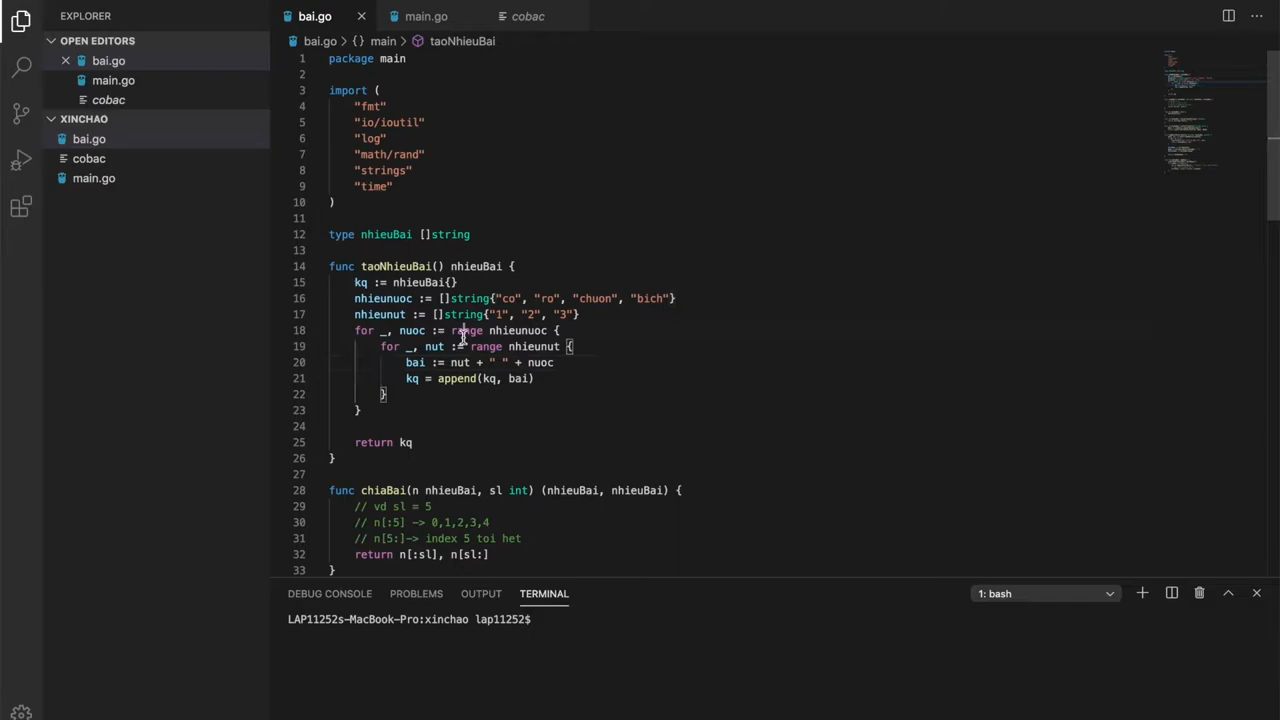 EXPLORER
OPEN EDITORS
bai.go
main.go
cobac
XINCHAO
bai.go
cobac
main.go
bai.go main.go cobac
bai.go > {} main > taoNhieuBai
1 package main
2
3 import (
4 "fmt"
5 "io/ioutil"
6 "log"
7 "math/rand"
8 "strings"
9 "time"
10 )
11
12 type nhieuBai []string
13
14 func taoNhieuBai() nhieuBai {
15 kq := nhieuBai{}
16 nhieunuoc := []string{"co", "ro", "chuon", "bich"}
17 nhieunut := []string{"1", "2", "3"}
18 for _, nuoc := range nhieunuoc {
19 for _, nut := range nhieunut {
20 bai := nut + " " + nuoc
21 kq = append(kq, bai)
22 }
23 }
24
25 return kq
26 }
27
28 func chiaBai(n nhieuBai, sl int) (nhieuBai, nhieuBai) {
29 // vd sl = 5
30 // n[:5] -> 0,1,2,3,4
31 // n[5:]-> index 5 toi het
32 return n[:sl], n[sl:]
33 }
DEBUG CONSOLE PROBLEMS OUTPUT TERMINAL 1: bash
LAP11252s-MacBook-Pro:xinchao lap11252$